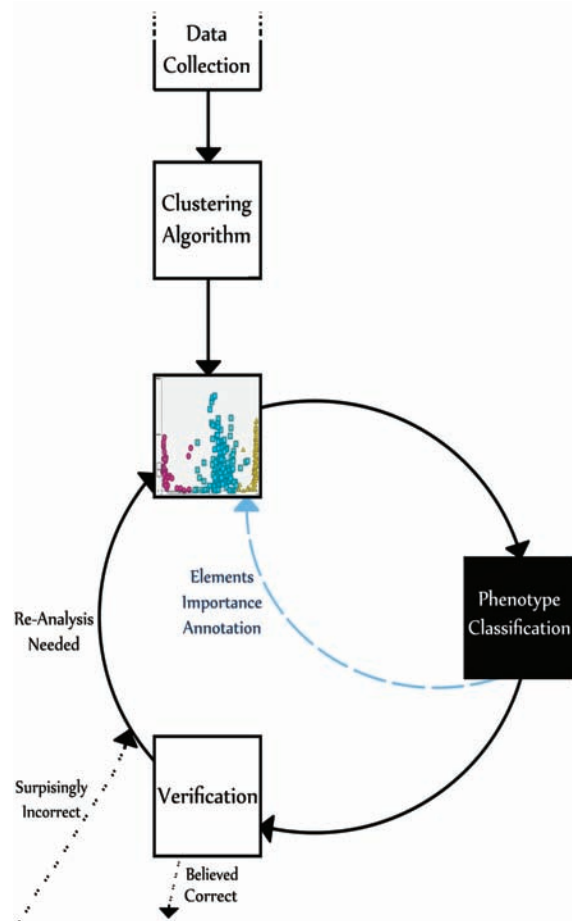 Data
Collection
Clustering
Algorithm
Elements
Importance
Annotation
Phenotype
Classification
Re-Analysis
Needed
Verification
Surpisingly
Incorrect
Believed
Correct